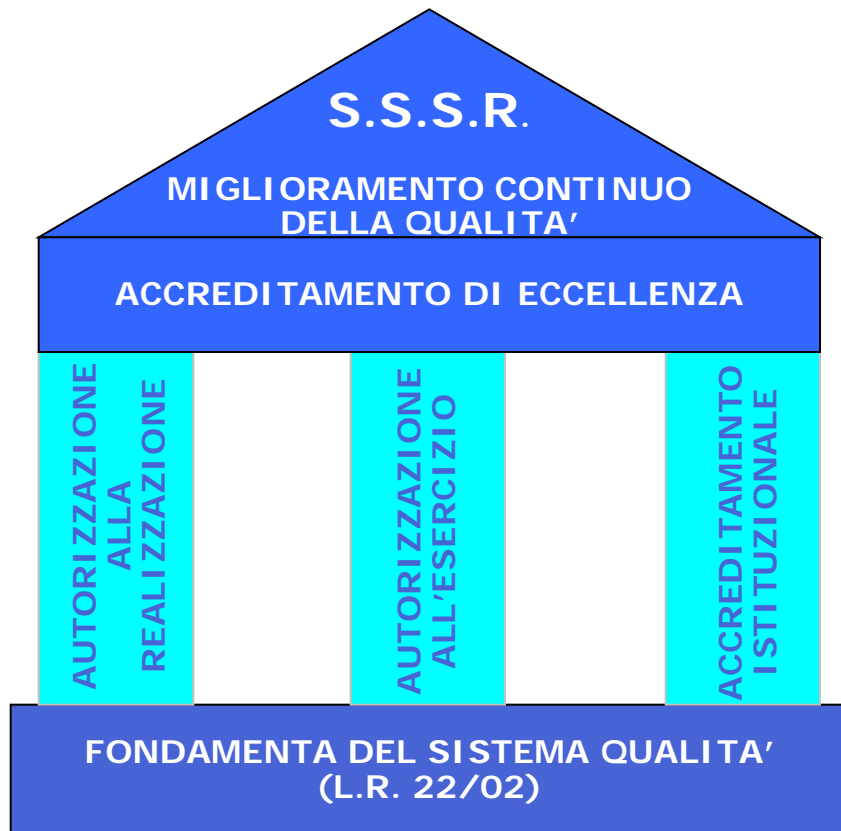 S.S.S.R.
MIGLIORAMENTO CONTINUO
DELLA QUALITA'
ACCREDITAMENTO DI ECCELLENZA
AUTORIZZAZIONE
ALLA
REALIZZAZIONE
AUTORIZZAZIONE
ALL'ESERCIZIO
ACCREDITAMENTO
ISTITUZIONALE
FONDAMENTA DEL SISTEMA QUALITA'
(L.R. 22/02)